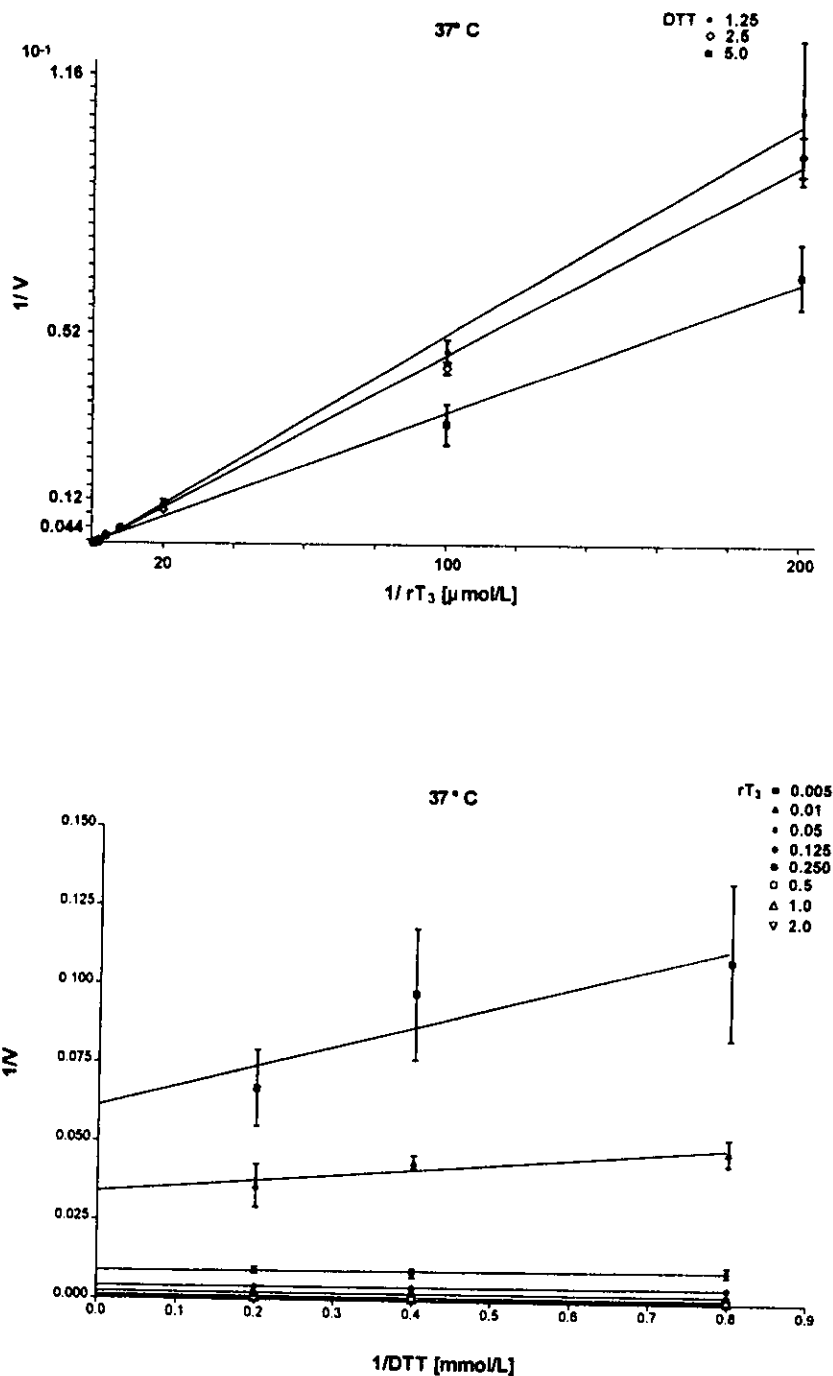 37° C
DTT • 1.25
◇ 2.5
■ 5.0
10⁻¹
1.16
0.52
0.12
0.044
1/ V
20
100
200
1/ rT₃ [µmol/L]
37° C
rT₃ ■ 0.005
▲ 0.01
• 0.05
◆ 0.125
● 0.250
□ 0.5
△ 1.0
▽ 2.0
0.150
0.125
0.100
0.075
0.050
0.025
0.000
1/V
0.0 0.1 0.2 0.3 0.4 0.5 0.6 0.7 0.8 0.9
1/DTT [mmol/L]